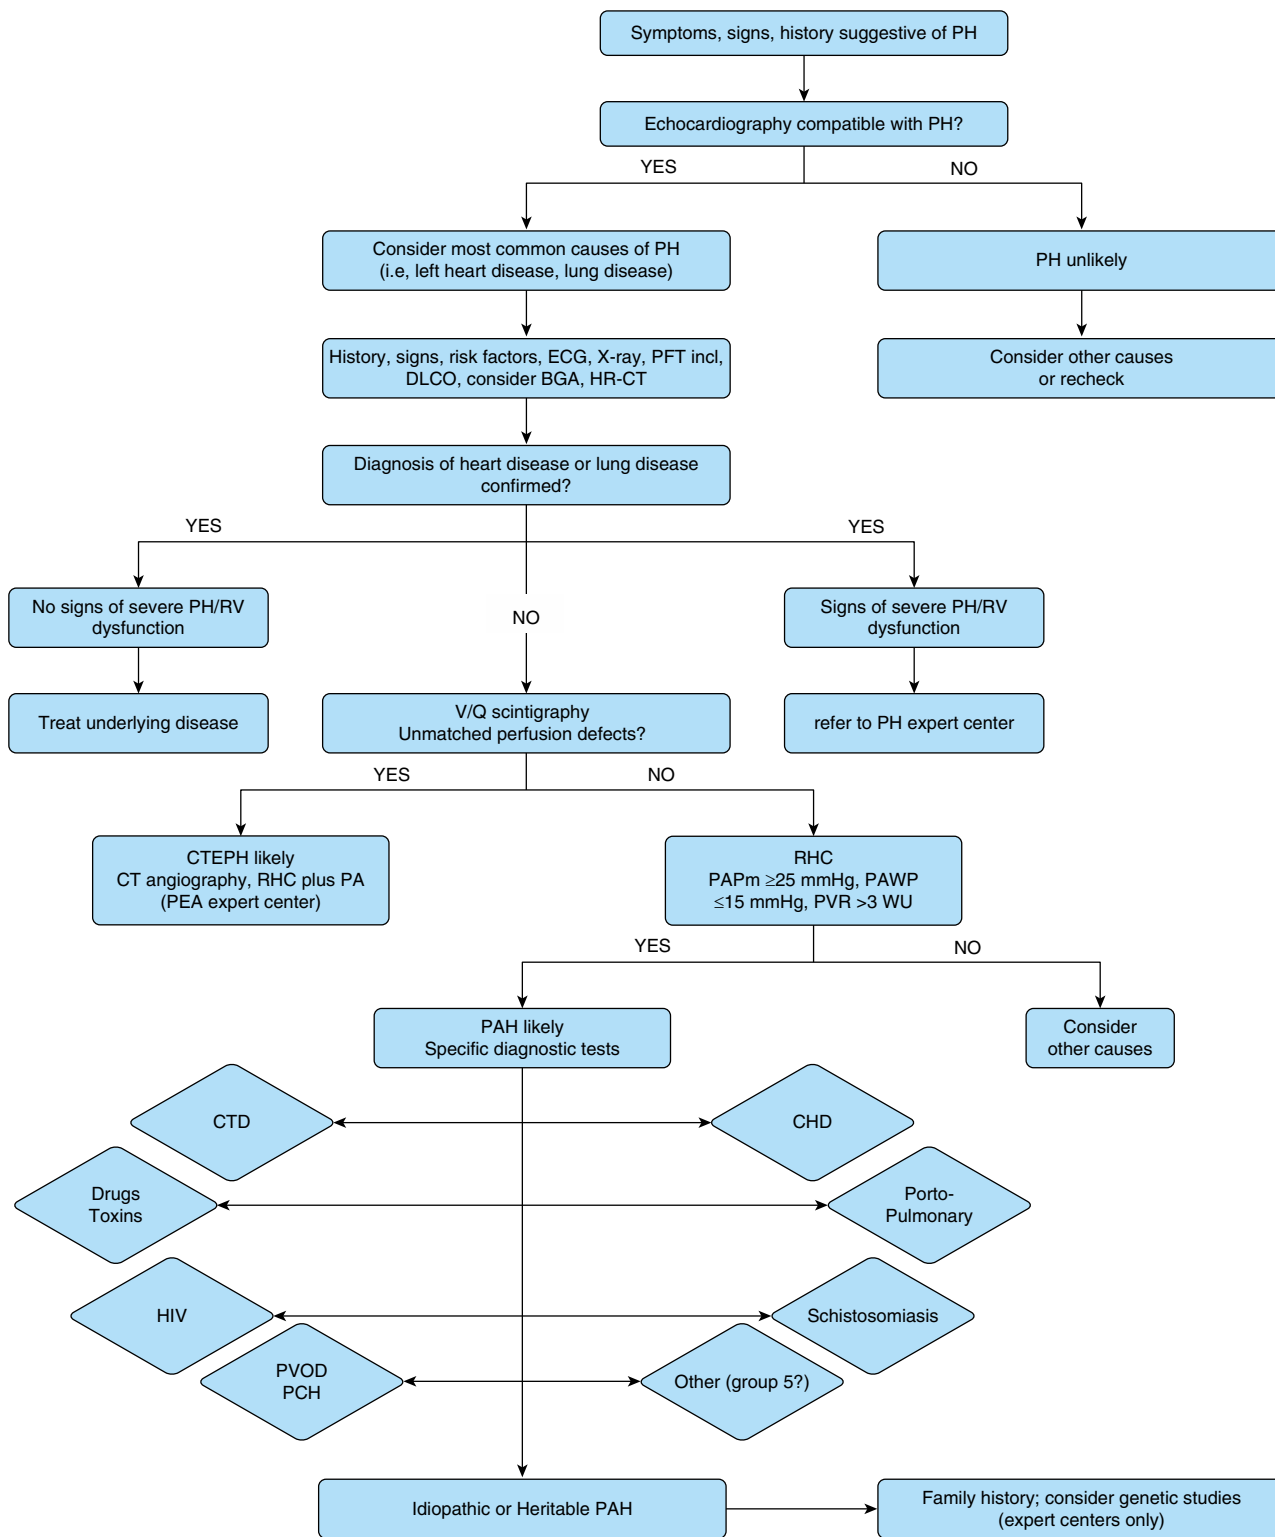 Symptoms, signs, history suggestive of PH
Echocardiography compatible with PH?
YES
NO
Consider most common causes of PH
(i.e, left heart disease, lung disease)
PH unlikely
History, signs, risk factors, ECG, X-ray, PFT incl,
DLCO, consider BGA, HR-CT
Consider other causes
or recheck
Diagnosis of heart disease or lung disease
confirmed?
YES
YES
No signs of severe PH/RV
dysfunction
NO
Signs of severe PH/RV
dysfunction
Treat underlying disease
V/Q scintigraphy
Unmatched perfusion defects?
refer to PH expert center
YES
NO
CTEPH likely
CT angiography, RHC plus PA
(PEA expert center)
RHC
PAPm ≥25 mmHg, PAWP
≤15 mmHg, PVR >3 WU
YES
NO
PAH likely
Specific diagnostic tests
Consider
other causes
CTD
CHD
Drugs
Toxins
Porto-
Pulmonary
HIV
Schistosomiasis
PVOD
PCH
Other (group 5?)
Idiopathic or Heritable PAH
Family history; consider genetic studies
(expert centers only)